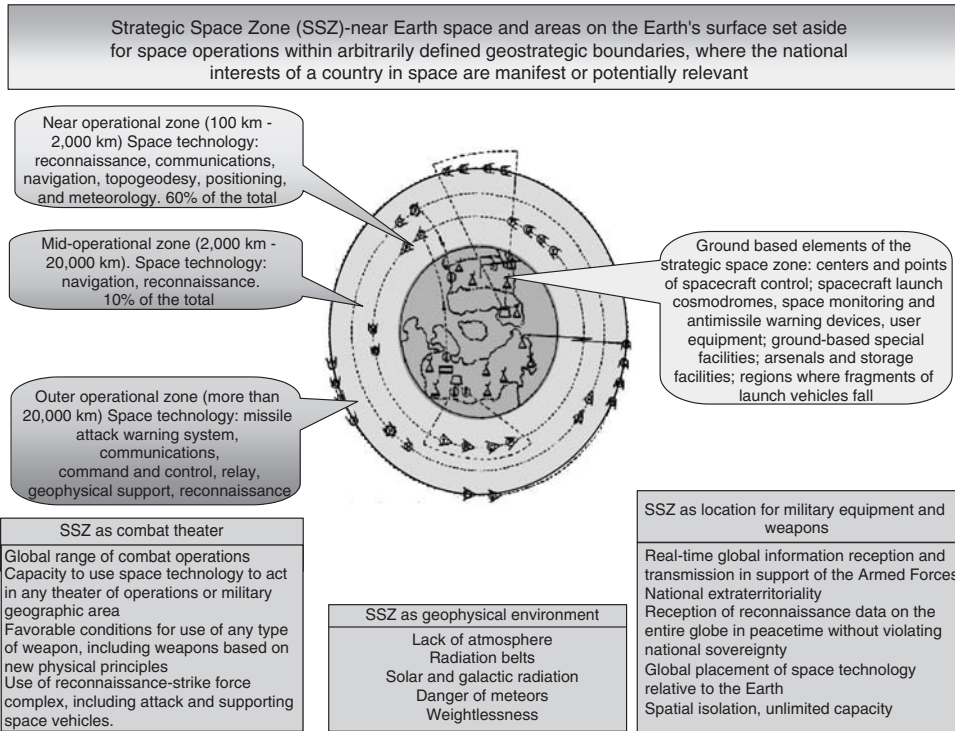 Strategic Space Zone (SSZ)-near Earth space and areas on the Earth's surface set aside
for space operations within arbitrarily defined geostrategic boundaries, where the national
interests of a country in space are manifest or potentially relevant
Near operational zone (100 km -
2,000 km) Space technology:
reconnaissance, communications,
navigation, topogeodesy, positioning,
and meteorology. 60% of the total
Mid-operational zone (2,000 km -
20,000 km). Space technology:
navigation, reconnaissance.
10% of the total
Outer operational zone (more than
20,000 km) Space technology: missile
attack warning system,
communications,
command and control, relay,
geophysical support, reconnaissance
Ground based elements of the
strategic space zone: centers and points
of spacecraft control; spacecraft launch
cosmodromes, space monitoring and
antimissile warning devices, user
equipment; ground-based special
facilities; arsenals and storage
facilities; regions where fragments of
launch vehicles fall
SSZ as combat theater
Global range of combat operations
Capacity to use space technology to act
in any theater of operations or military
geographic area
Favorable conditions for use of any type
of weapon, including weapons based on
new physical principles
Use of reconnaissance-strike force
complex, including attack and supporting
space vehicles.
SSZ as geophysical environment
Lack of atmosphere
Radiation belts
Solar and galactic radiation
Danger of meteors
Weightlessness
SSZ as location for military equipment and
weapons
Real-time global information reception and
transmission in support of the Armed Forces
National extraterritoriality
Reception of reconnaissance data on the
entire globe in peacetime without violating
national sovereignty
Global placement of space technology
relative to the Earth
Spatial isolation, unlimited capacity